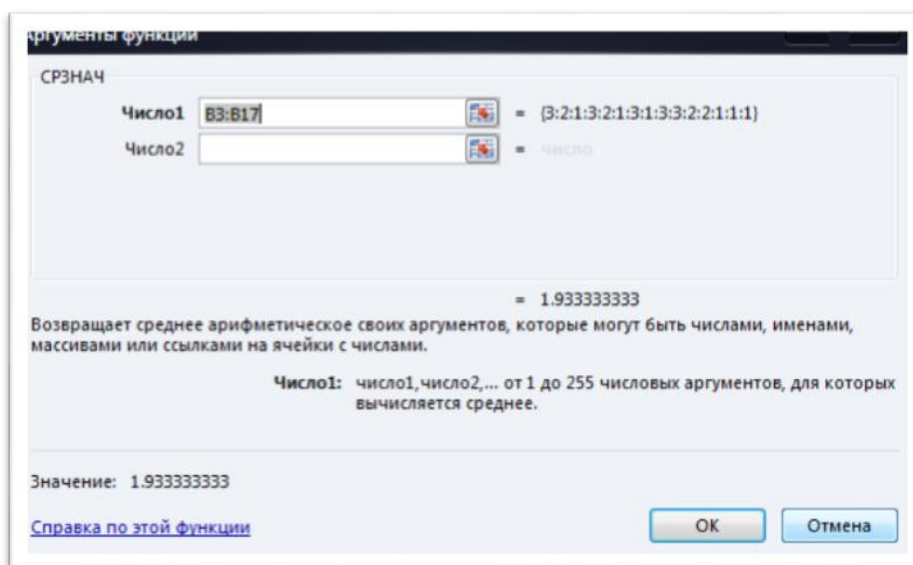 Аргументы функции
СРЗНАЧ
Число1 B3:B17 = {3:2:1:3:2:1:3:1:3:3:2:2:1:1:1}
Число2 = число
= 1.933333333
Возвращает среднее арифметическое своих аргументов, которые могут быть числами, именами,
массивами или ссылками на ячейки с числами.
Число1: число1,число2,... от 1 до 255 числовых аргументов, для которых
вычисляется среднее.
Значение: 1.933333333
Справка по этой функции
ОК
Отмена